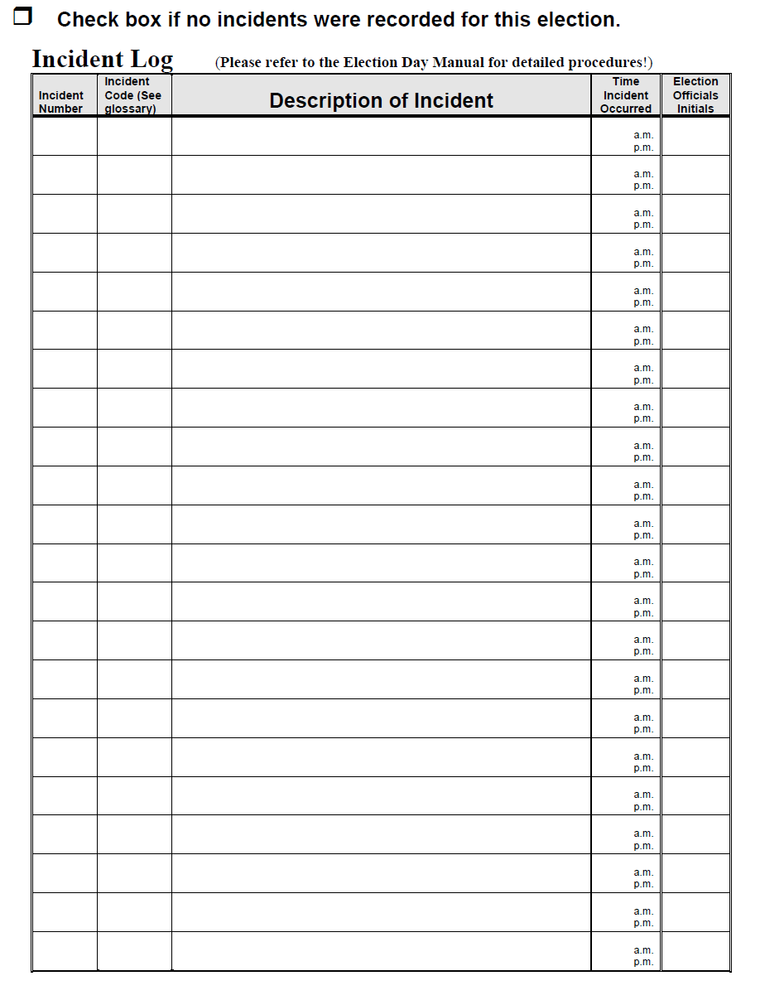 ❐ Check box if no incidents were recorded for this election.
Incident Log (Please refer to the Election Day Manual for detailed procedures!)
Incident Number
Incident Code (See glossary)
Description of Incident
Time Incident Occurred
Election Officials Initials
a.m.
p.m.
a.m.
p.m.
a.m.
p.m.
a.m.
p.m.
a.m.
p.m.
a.m.
p.m.
a.m.
p.m.
a.m.
p.m.
a.m.
p.m.
a.m.
p.m.
a.m.
p.m.
a.m.
p.m.
a.m.
p.m.
a.m.
p.m.
a.m.
p.m.
a.m.
p.m.
a.m.
p.m.
a.m.
p.m.
a.m.
p.m.
a.m.
p.m.
a.m.
p.m.
a.m.
p.m.